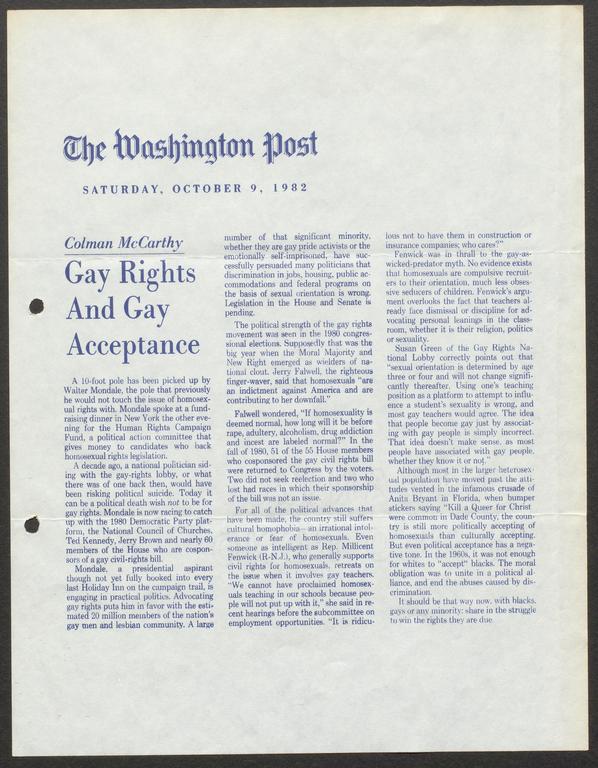 The Washington Post
SATURDAY, OCTOBER 9, 1982
Colman McCarthy
Gay Rights
And Gay
Acceptance
A 10-foot pole has been picked up by
Walter Mondale, the pole that previously
he would not touch the issue of homosex-
ual rights with. Mondale spoke at a fund-
raising dinner in New York the other eve-
ning for the Human Rights Campaign
Fund, a political action committee that
gives money to candidates who back
homosexual rights legislation.
A decade ago, a national politician sid-
ing with the gay-rights lobby, or what
there was of one back then, would have
been risking political suicide. Today it
can be a political death wish not to be for
gay rights. Mondale is now racing to catch
up with the 1980 Democratic Party plat-
form, the National Council of Churches,
Ted Kennedy, Jerry Brown and nearly 60
members of the House who are cospon-
sors of a gay civil-rights bill.
Mondale, a presidential aspirant
though not yet fully booked into every
last Holiday Inn on the campaign trail, is
engaging in practical politics. Advocating
gay rights puts him in favor with the esti-
mated 20 million members of the nation's
gay men and lesbian community. A large
number of that significant minority,
whether they are gay pride activists or the
emotionally self-imprisoned, have suc-
cessfully persuaded many politicians that
discrimination in jobs, housing, public ac-
commodations and federal programs on
the basis of sexual orientation is wrong.
Legislation in the House and Senate is
pending.
The political strength of the gay rights
movement was seen in the 1980 congres-
sional elections. Supposedly that was the
big year when the Moral Majority and
New Right emerged as wielders of na-
tional clout. Jerry Falwell, the righteous
finger-waver, said that homosexuals "are
an indictment against America and are
contributing to her downfall."
Falwell wondered, "If homosexuality is
deemed normal, how long will it be before
rape, adultery, alcoholism, drug addiction
and incest are labeled normal?" In the
fall of 1980, 51 of the 55 House members
who cosponsored the gay civil rights bill
were returned to Congress by the voters.
Two did not seek reelection and two who
lost had races in which their sponsorship
of the bill was not an issue.
For all of the political advances that
have been made, the country still suffers
cultural homophobia—an irrational intol-
erance or fear of homosexuals. Even
someone as intelligent as Rep. Millicent
Fenwick (R-N.J.), who generally supports
civil rights for homosexuals, retreats on
the issue when it involves gay teachers.
"We cannot have proclaimed homosex-
uals teaching in our schools because peo-
ple will not put up with it," she said in re-
cent hearings before the subcommittee on
employment opportunities. "It is ridicu-
lous not to have them in construction or
insurance companies; who cares?"
Fenwick was in thrall to the gay-as-
wicked-predator myth. No evidence exists
that homosexuals are compulsive recruit-
ers to their orientation, much less obses-
sive seducers of children. Fenwick's argu-
ment overlooks the fact that teachers al-
ready face dismissal or discipline for ad-
vocating personal leanings in the class-
room, whether it is their religion, politics
or sexuality.
Susan Green of the Gay Rights Na-
tional Lobby correctly points out that
"sexual orientation is determined by age
three or four and will not change signifi-
cantly thereafter. Using one's teaching
position as a platform to attempt to influ-
ence a student's sexuality is wrong, and
most gay teachers would agree. The idea
that people become gay just by associat-
ing with gay people is simply incorrect.
That idea doesn't make sense, as most
people have associated with gay people,
whether they know it or not."
Although most in the larger heterosex-
ual population have moved past the atti-
tudes vented in the infamous crusade of
Anita Bryant in Florida, when bumper
stickers saying "Kill a Queer for Christ"
were common in Dade County, the coun-
try is still more politically accepting of
homosexuals than culturally accepting.
But even political acceptance has a nega-
tive tone. In the 1960s, it was not enough
for whites to "accept" blacks. The moral
obligation was to unite in a political al-
liance, and end the abuses caused by dis-
crimination.
It should be that way now, with blacks,
gays or any minority: share in the struggle
to win the rights they are due.